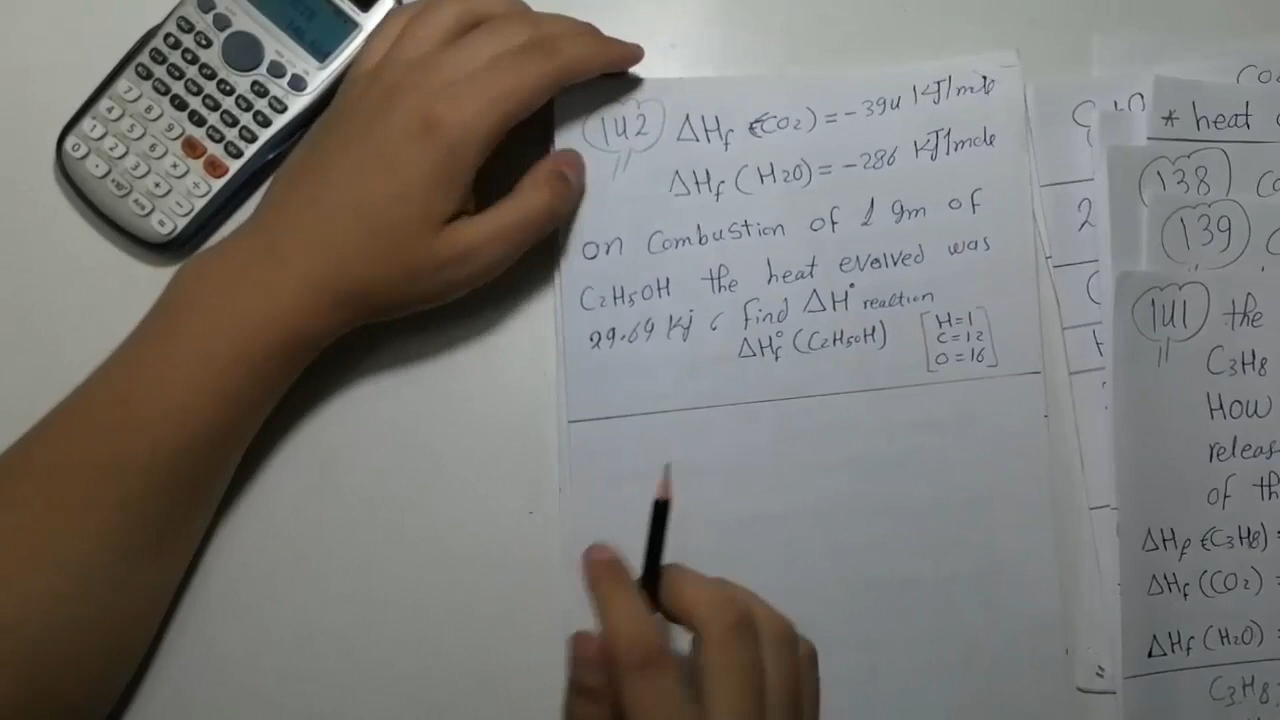 142 ΔHf (CO2) = -394 KJ/mole
ΔHf (H2O) = -286 KJ/mole
on Combustion of 1 gm of
C2H5OH the heat evolved was
29.69 kj c find ΔH° reaction
ΔHf° (C2H5OH)
[H=1
C=12
O=16]
* heat
138
139
2
141 the
C3H8
How
releas
of th
ΔHf (C3H8) =
ΔHf (CO2) =
ΔHf (H2O) =
C3H8